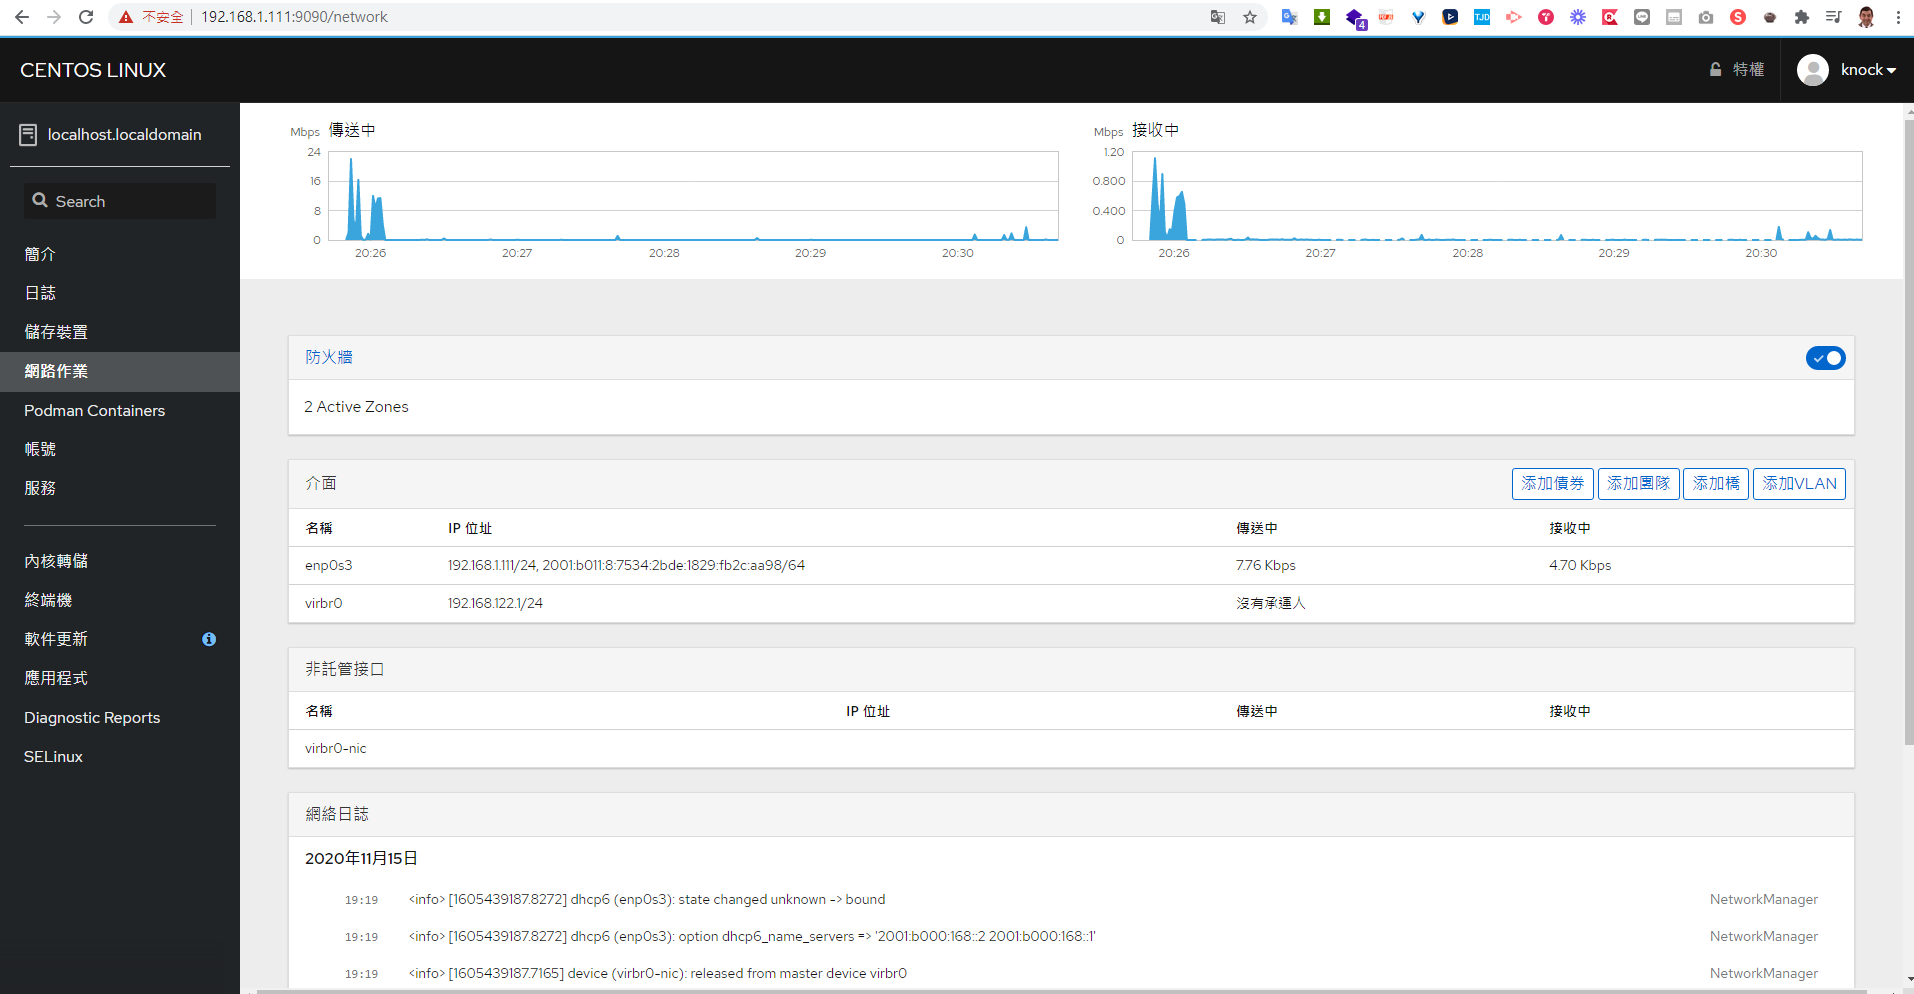 不安全 | 192.168.1.111:9090/network
4
CENTOS LINUX
特權
knock
localhost.localdomain
Search
簡介
日誌
儲存裝置
網路作業
Podman Containers
帳號
服務
內核轉儲
終端機
軟件更新
應用程式
Diagnostic Reports
SELinux
Mbps 傳送中
24
16
8
0
20:26 20:27 20:28 20:29 20:30
Mbps 接收中
1.20
0.800
0.400
0
20:26 20:27 20:28 20:29 20:30
防火牆
2 Active Zones
介面
添加債券 添加團隊 添加橋 添加VLAN
名稱 IP 位址 傳送中 接收中
enp0s3 192.168.1.111/24, 2001:b011:8:7534:2bde:1829:fb2c:aa98/64 7.76 Kbps 4.70 Kbps
virbr0 192.168.122.1/24 沒有承運人
非託管接口
名稱 IP 位址 傳送中 接收中
virbr0-nic
網絡日誌
2020年11月15日
19:19 <info> [1605439187.8272] dhcp6 (enp0s3): state changed unknown -> bound NetworkManager
19:19 <info> [1605439187.8272] dhcp6 (enp0s3): option dhcp6_name_servers => '2001:b000:168::2 2001:b000:168::1' NetworkManager
19:19 <info> [1605439187.7165] device (virbr0-nic): released from master device virbr0 NetworkManager